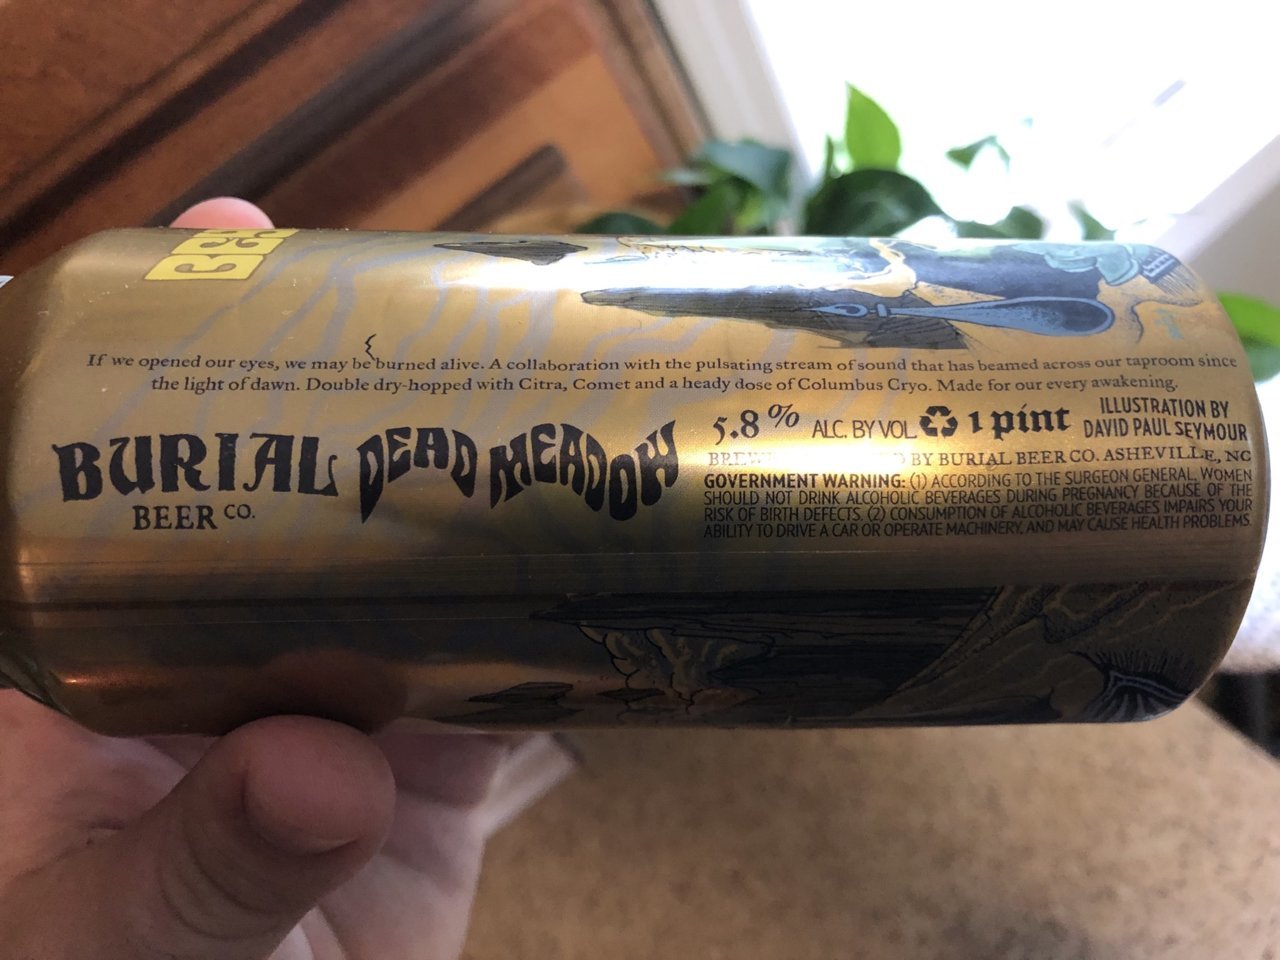 If we opened our eyes, we may be burned alive. A collaboration with the pulsating stream of sound that has beamed across our taproom since
the light of dawn. Double dry-hopped with Citra, Comet and a heady dose of Columbus Cryo. Made for our every awakening.
BURIAL
BEER CO.
DEAD MEADOW
5.8% ALC. BY VOL 1 pint
ILLUSTRATION BY
DAVID PAUL SEYMOUR
BY BURIAL BEER CO. ASHEVILLE, NC
GOVERNMENT WARNING: (1) ACCORDING TO THE SURGEON GENERAL, WOMEN
SHOULD NOT DRINK ALCOHOLIC BEVERAGES DURING PREGNANCY BECAUSE OF THE
RISK OF BIRTH DEFECTS. (2) CONSUMPTION OF ALCOHOLIC BEVERAGES IMPAIRS YOUR
ABILITY TO DRIVE A CAR OR OPERATE MACHINERY, AND MAY CAUSE HEALTH PROBLEMS.